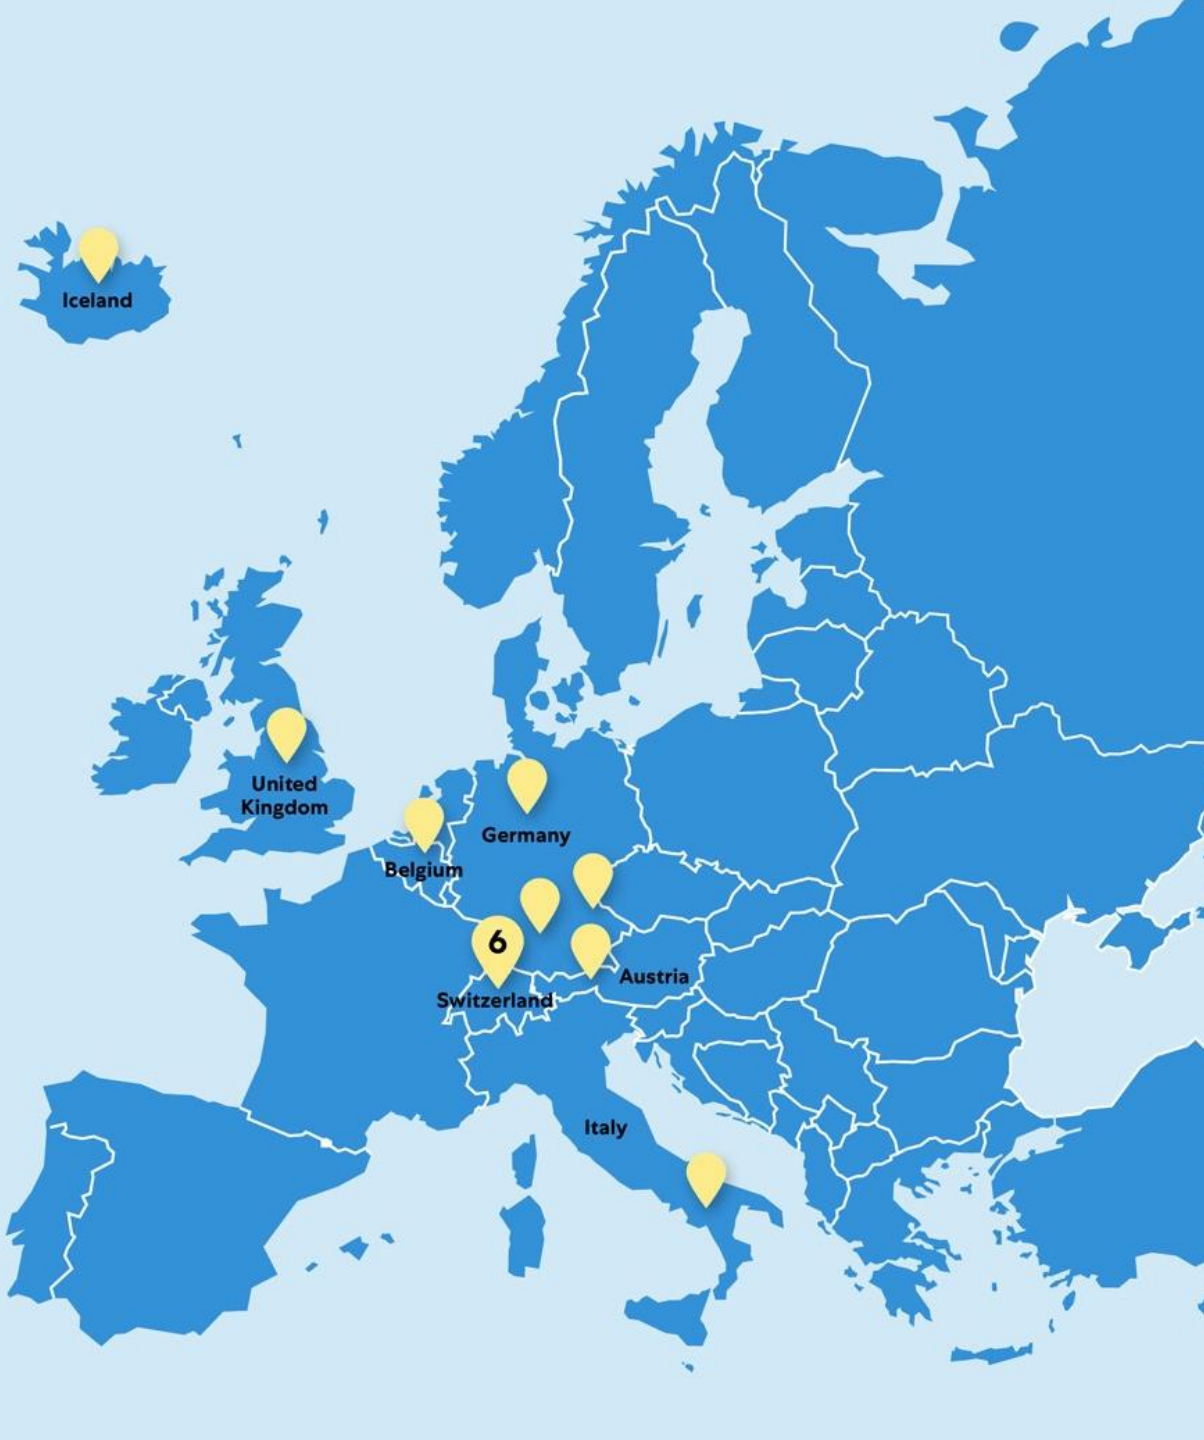 Iceland
United
Kingdom
Germany
Belgium
6
Austria
Switzerland
Italy